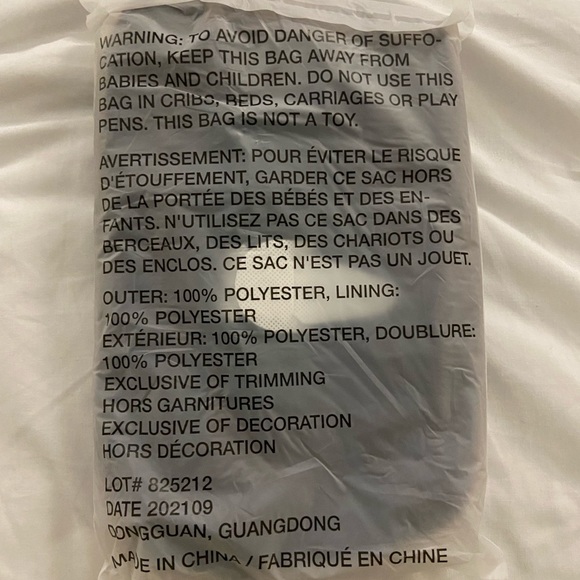 WARNING: TO AVOID DANGER OF SUFFO-
CATION, KEEP THIS BAG AWAY FROM
BABIES AND CHILDREN. DO NOT USE THIS
BAG IN CRIBS, BEDS, CARRIAGES OR PLAY
PENS. THIS BAG IS NOT A TOY.
AVERTISSEMENT: POUR ÉVITER LE RISQUE
D'ÉTOUFFEMENT, GARDER CE SAC HORS
DE LA PORTÉE DES BÉBÉS ET DES EN-
FANTS. N'UTILISEZ PAS CE SAC DANS DES
BERCEAUX, DES LITS, DES CHARIOTS OU
DES ENCLOS. CE SAC N'EST PAS UN JOUET.
OUTER: 100% POLYESTER, LINING:
100% POLYESTER
EXTÉRIEUR: 100% POLYESTER, DOUBLURE:
100% POLYESTER
EXCLUSIVE OF TRIMMING
HORS GARNITURES
EXCLUSIVE OF DECORATION
HORS DÉCORATION
LOT# 825212
DATE 202109
DONGGUAN, GUANGDONG
MADE IN CHINA / FABRIQUÉ EN CHINE